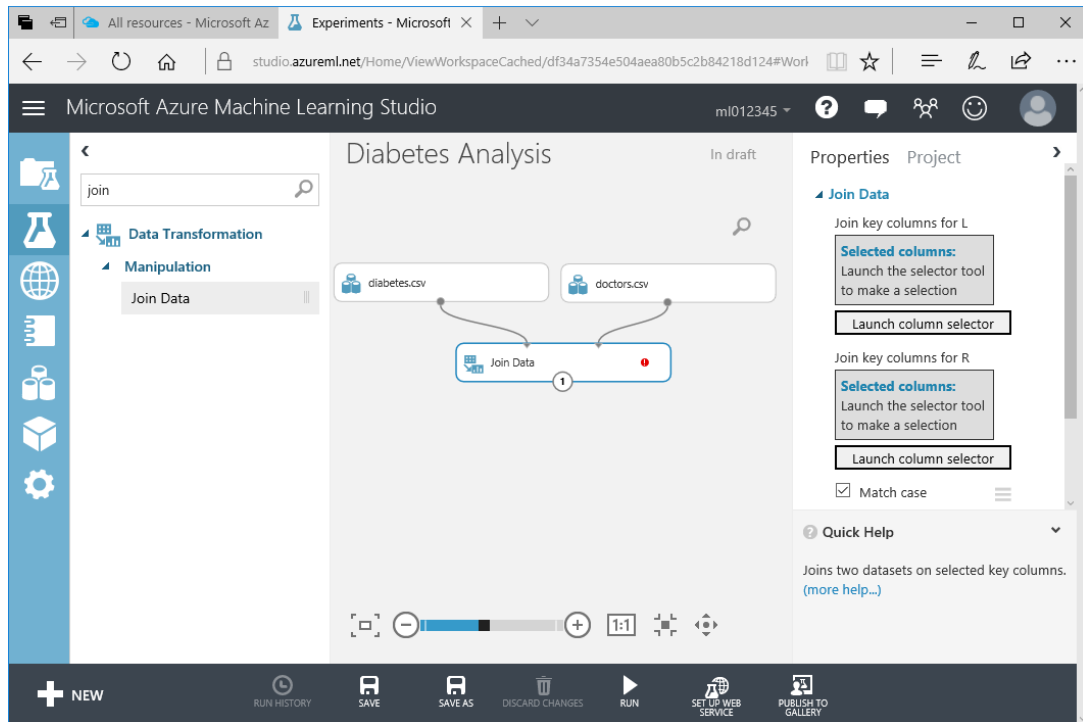 All resources - Microsoft Az
Experiments - Microsoft
studio.azureml.net/Home/ViewWorkspaceCached/df34a7354e504aea80b5c2b84218d124#Worl
Microsoft Azure Machine Learning Studio
ml012345
join
Data Transformation
Manipulation
Join Data
Diabetes Analysis
In draft
diabetes.csv
doctors.csv
Join Data
1
1:1
Properties Project
Join Data
Join key columns for L
Selected columns:
Launch the selector tool
to make a selection
Launch column selector
Join key columns for R
Selected columns:
Launch the selector tool
to make a selection
Launch column selector
Match case
Quick Help
Joins two datasets on selected key columns.
(more help...)
NEW
RUN HISTORY
SAVE
SAVE AS
DISCARD CHANGES
RUN
SET UP WEB
SERVICE
PUBLISH TO
GALLERY